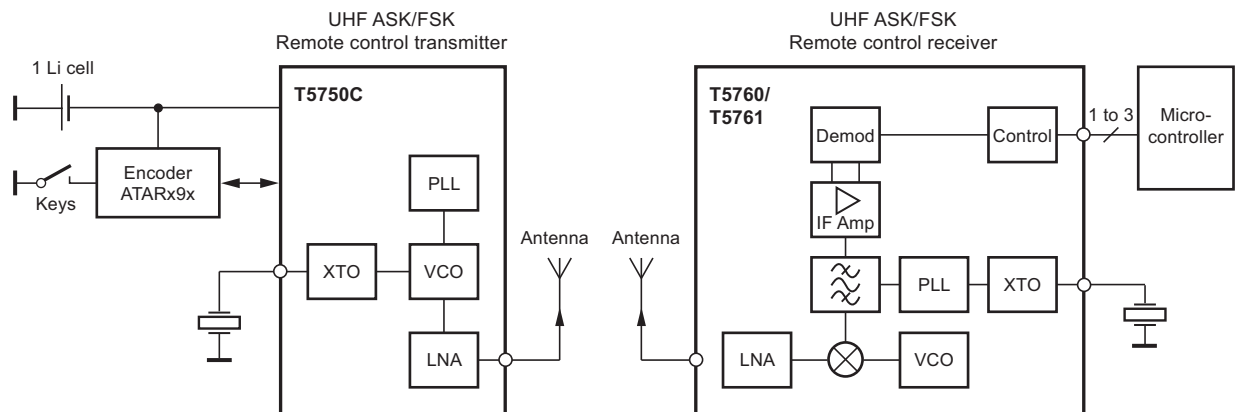 UHF ASK/FSK
Remote control transmitter
UHF ASK/FSK
Remote control receiver
1 Li cell
T5750C
Encoder
ATARx9x
Keys
PLL
XTO
VCO
LNA
Antenna
Antenna
T5760/
T5761
Demod
Control
1 to 3
Micro-
controller
IF Amp
PLL
XTO
LNA
VCO